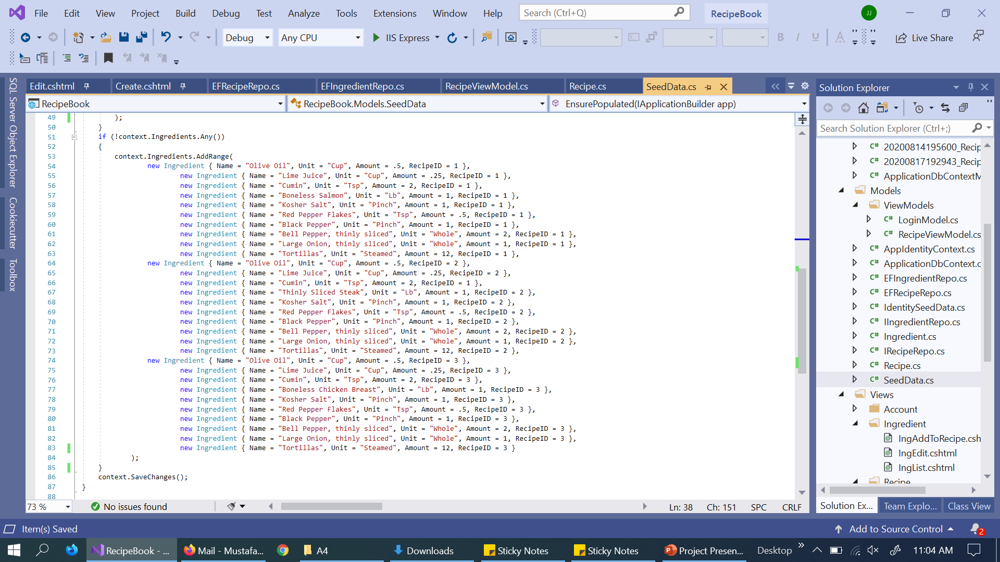 File Edit View Project Build Debug Test Analyze Tools Extensions Window Help Search (Ctrl+Q) RecipeBook JJ
Debug Any CPU IIS Express Live Share
Edit.cshtml Create.cshtml EFRecipeRepo.cs EFIngredientRepo.cs RecipeViewModel.cs Recipe.cs SeedData.cs
RecipeBook RecipeBook.Models.SeedData EnsurePopulated(IApplicationBuilder app)
SQL Server Object Explorer
Cookiecutter
Toolbox
49 );
50 }
51 if (!context.Ingredients.Any())
52 {
53 context.Ingredients.AddRange(
54 new Ingredient { Name = "Olive Oil", Unit = "Cup", Amount = .5, RecipeID = 1 },
55 new Ingredient { Name = "Lime Juice", Unit = "Cup", Amount = .25, RecipeID = 1 },
56 new Ingredient { Name = "Cumin", Unit = "Tsp", Amount = 2, RecipeID = 1 },
57 new Ingredient { Name = "Boneless Salmon", Unit = "Lb", Amount = 1, RecipeID = 1 },
58 new Ingredient { Name = "Kosher Salt", Unit = "Pinch", Amount = 1, RecipeID = 1 },
59 new Ingredient { Name = "Red Pepper Flakes", Unit = "Tsp", Amount = .5, RecipeID = 1 },
60 new Ingredient { Name = "Black Pepper", Unit = "Pinch", Amount = 1, RecipeID = 1 },
61 new Ingredient { Name = "Bell Pepper, thinly sliced", Unit = "Whole", Amount = 2, RecipeID = 1 },
62 new Ingredient { Name = "Large Onion, thinly sliced", Unit = "Whole", Amount = 1, RecipeID = 1 },
63 new Ingredient { Name = "Tortillas", Unit = "Steamed", Amount = 12, RecipeID = 1 },
64 new Ingredient { Name = "Olive Oil", Unit = "Cup", Amount = .5, RecipeID = 2 },
65 new Ingredient { Name = "Lime Juice", Unit = "Cup", Amount = .25, RecipeID = 2 },
66 new Ingredient { Name = "Cumin", Unit = "Tsp", Amount = 2, RecipeID = 1 },
67 new Ingredient { Name = "Thinly Sliced Steak", Unit = "Lb", Amount = 1, RecipeID = 2 },
68 new Ingredient { Name = "Kosher Salt", Unit = "Pinch", Amount = 1, RecipeID = 2 },
69 new Ingredient { Name = "Red Pepper Flakes", Unit = "Tsp", Amount = .5, RecipeID = 2 },
70 new Ingredient { Name = "Black Pepper", Unit = "Pinch", Amount = 1, RecipeID = 2 },
71 new Ingredient { Name = "Bell Pepper, thinly sliced", Unit = "Whole", Amount = 2, RecipeID = 2 },
72 new Ingredient { Name = "Large Onion, thinly sliced", Unit = "Whole", Amount = 1, RecipeID = 2 },
73 new Ingredient { Name = "Tortillas", Unit = "Steamed", Amount = 12, RecipeID = 2 },
74 new Ingredient { Name = "Olive Oil", Unit = "Cup", Amount = .5, RecipeID = 3 },
75 new Ingredient { Name = "Lime Juice", Unit = "Cup", Amount = .25, RecipeID = 3 },
76 new Ingredient { Name = "Cumin", Unit = "Tsp", Amount = 2, RecipeID = 3 },
77 new Ingredient { Name = "Boneless Chicken Breast", Unit = "Lb", Amount = 1, RecipeID = 3 },
78 new Ingredient { Name = "Kosher Salt", Unit = "Pinch", Amount = 1, RecipeID = 3 },
79 new Ingredient { Name = "Red Pepper Flakes", Unit = "Tsp", Amount = .5, RecipeID = 3 },
80 new Ingredient { Name = "Black Pepper", Unit = "Pinch", Amount = 1, RecipeID = 3 },
81 new Ingredient { Name = "Bell Pepper, thinly sliced", Unit = "Whole", Amount = 2, RecipeID = 3 },
82 new Ingredient { Name = "Large Onion, thinly sliced", Unit = "Whole", Amount = 1, RecipeID = 3 },
83 new Ingredient { Name = "Tortillas", Unit = "Steamed", Amount = 12, RecipeID = 3 }
84 );
85 }
86 context.SaveChanges();
87 }
88
73 % No issues found Ln: 38 Ch: 151 SPC CRLF
Solution Explorer
Search Solution Explorer (Ctrl+;)
C# 20200814195600_Recip
C# 20200817192943_Recip
C# ApplicationDbContextM
Models
ViewModels
C# LoginModel.cs
C# RecipeViewModel.cs
C# AppIdentityContext.cs
C# ApplicationDbContext.c
C# EFIngredientRepo.cs
C# EFRecipeRepo.cs
C# IdentitySeedData.cs
C# IIngredientRepo.cs
C# Ingredient.cs
C# IRecipeRepo.cs
C# Recipe.cs
C# SeedData.cs
Views
Account
Ingredient
IngAddToRecipe.csh
IngEdit.cshtml
IngList.cshtml
Recipe
Solution Ex... Team Explo... Class View
Item(s) Saved Add to Source Control 2
RecipeBook - ... Mail - Mustafa... A4 Downloads Sticky Notes Sticky Notes Project Presen... Desktop 11:04 AM